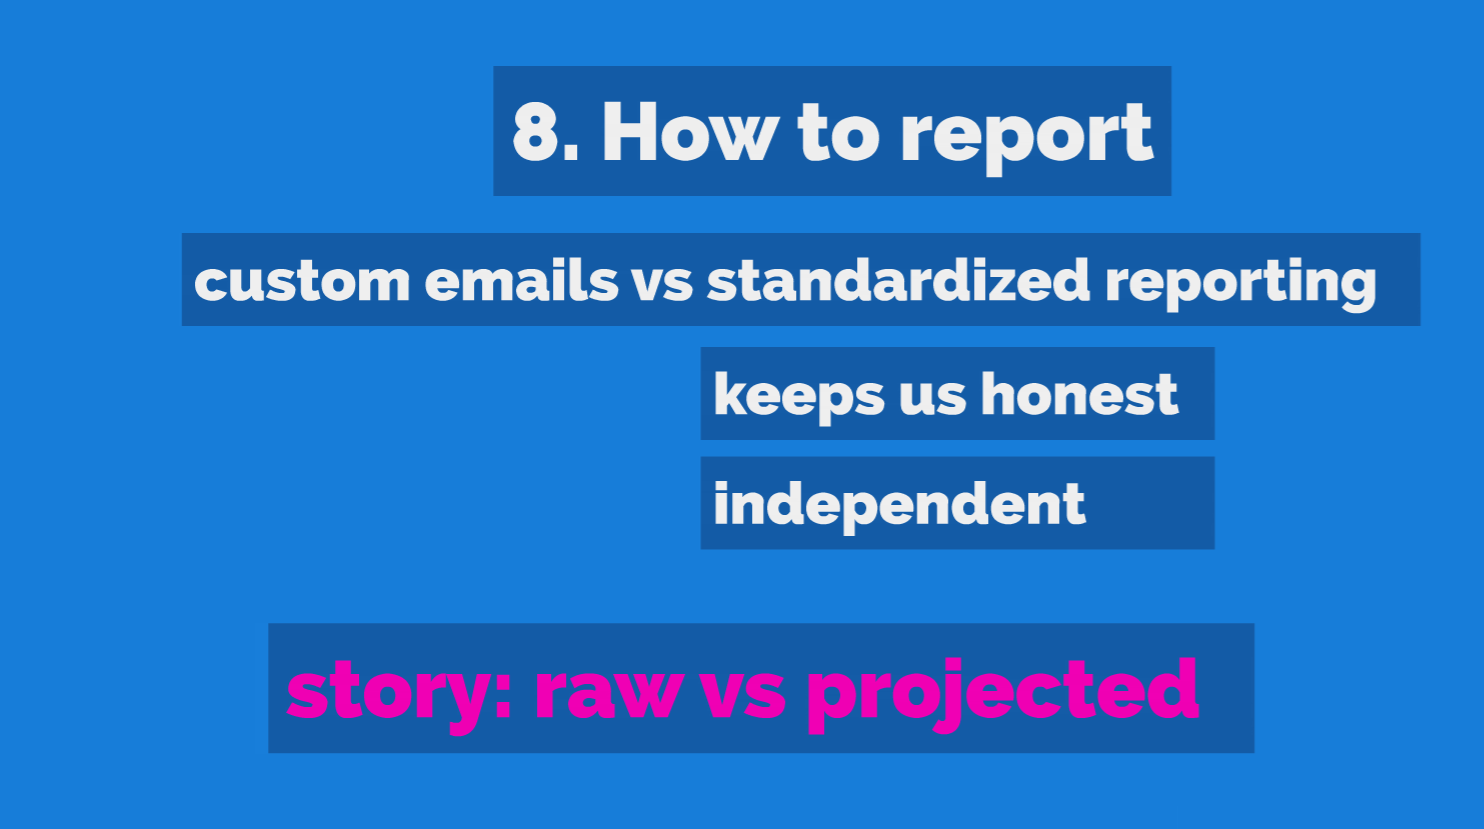 8. How to report
custom emails vs standardized reporting
keeps us honest
independent
story: raw vs projected